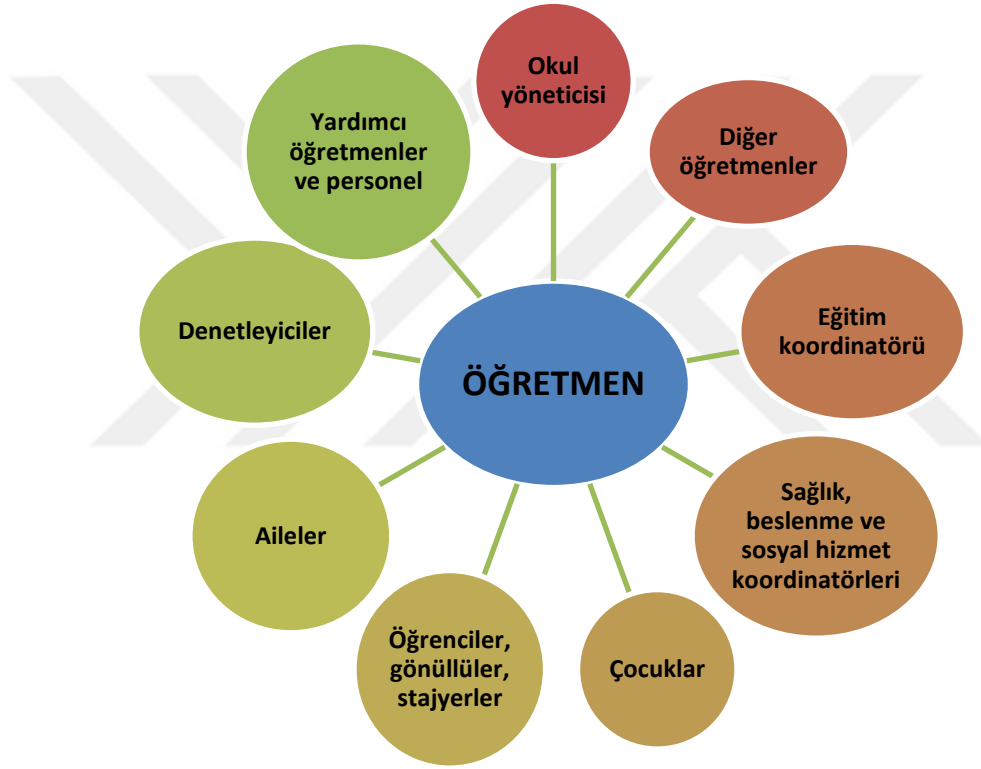 Okul
yöneticisi
Diğer
öğretmenler
Eğitim
koordinatörü
Sağlık,
beslenme ve
sosyal hizmet
koordinatörleri
Çocuklar
Öğrenciler,
gönüllüler,
stajyerler
Aileler
Denetleyiciler
Yardımcı
öğretmenler
ve personel
ÖĞRETMEN